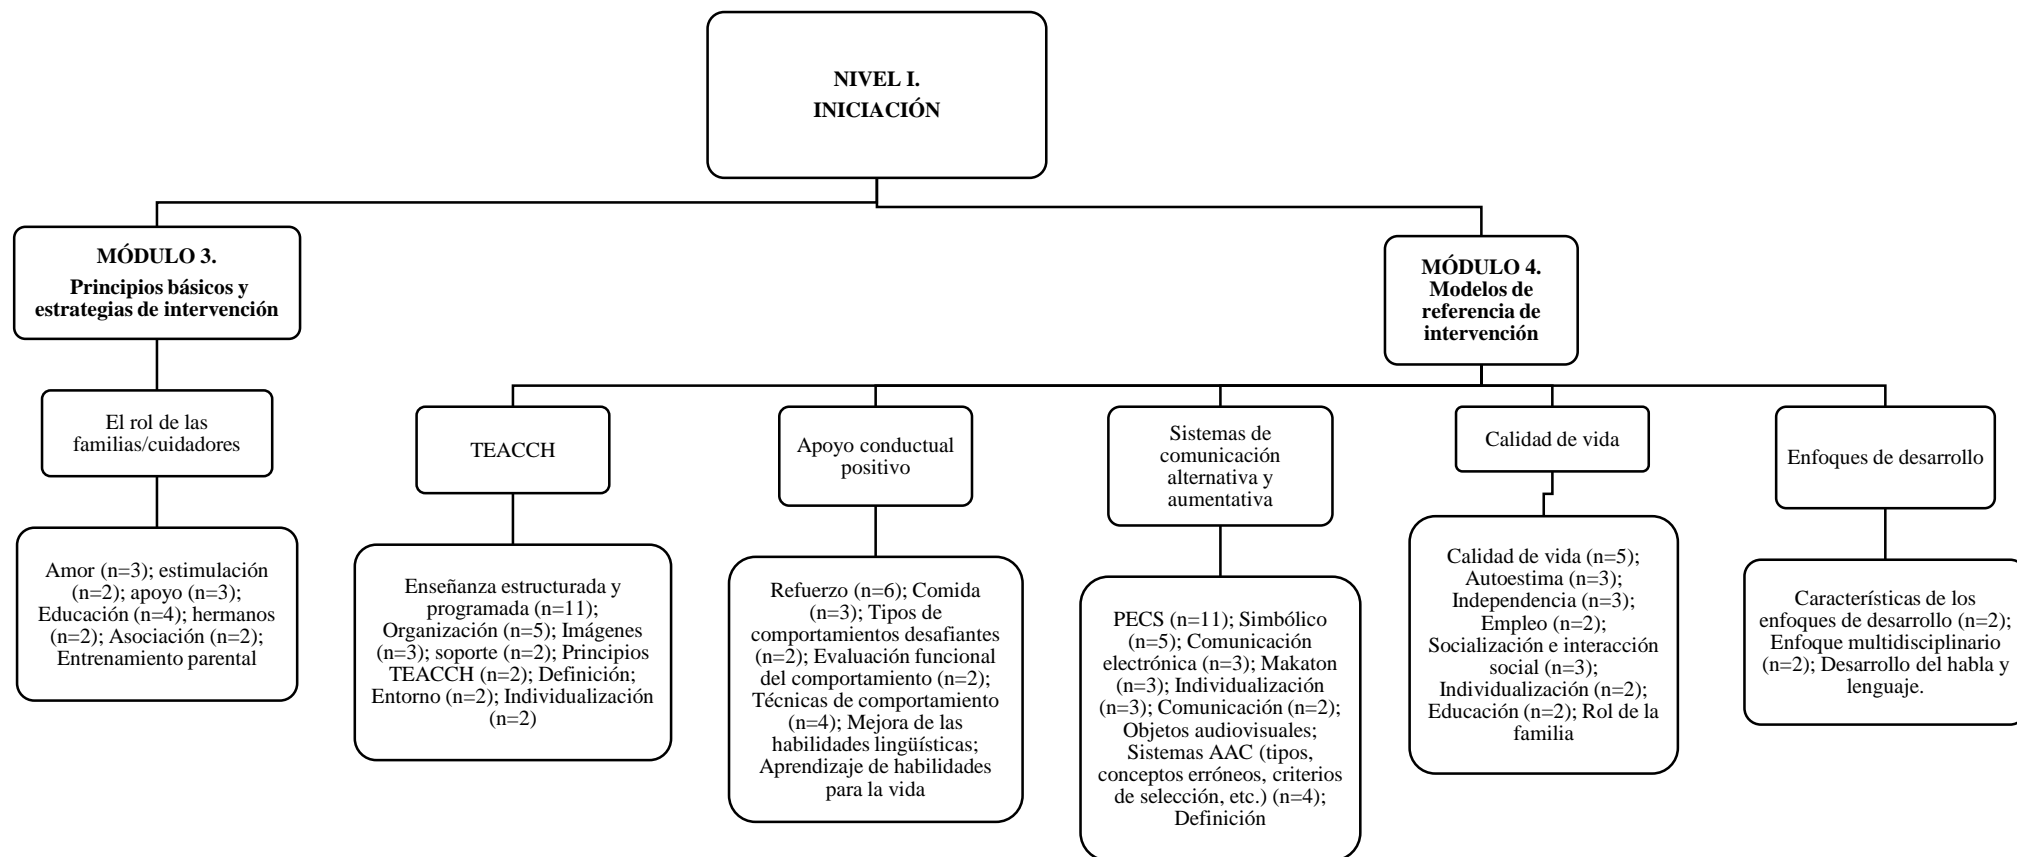 NIVEL I.
INICIACIÓN
MÓDULO 3.
Principios básicos y
estrategias de intervención
MÓDULO 4.
Modelos de
referencia de
intervención
El rol de las
familias/cuidadores
TEACCH
Apoyo conductual
positivo
Sistemas de
comunicación
alternativa y
aumentativa
Calidad de vida
Enfoques de desarrollo
Amor (n=3); estimulación
(n=2); apoyo (n=3);
Educación (n=4); hermanos
(n=2); Asociación (n=2);
Entrenamiento parental
Enseñanza estructurada y
programada (n=11);
Organización (n=5); Imágenes
(n=3); soporte (n=2); Principios
TEACCH (n=2); Definición;
Entorno (n=2); Individualización
(n=2)
Refuerzo (n=6); Comida
(n=3); Tipos de
comportamientos desafiantes
(n=2); Evaluación funcional
del comportamiento (n=2);
Técnicas de comportamiento
(n=4); Mejora de las
habilidades lingüísticas;
Aprendizaje de habilidades
para la vida
PECS (n=11); Simbólico
(n=5); Comunicación
electrónica (n=3); Makaton
(n=3); Individualización
(n=3); Comunicación (n=2);
Objetos audiovisuales;
Sistemas AAC (tipos,
conceptos erróneos, criterios
de selección, etc.) (n=4);
Definición
Calidad de vida (n=5);
Autoestima (n=3);
Independencia (n=3);
Empleo (n=2);
Socialización e interacción
social (n=3);
Individualización (n=2);
Educación (n=2); Rol de la
familia
Características de los
enfoques de desarrollo (n=2);
Enfoque multidisciplinario
(n=2); Desarrollo del habla y
lenguaje.